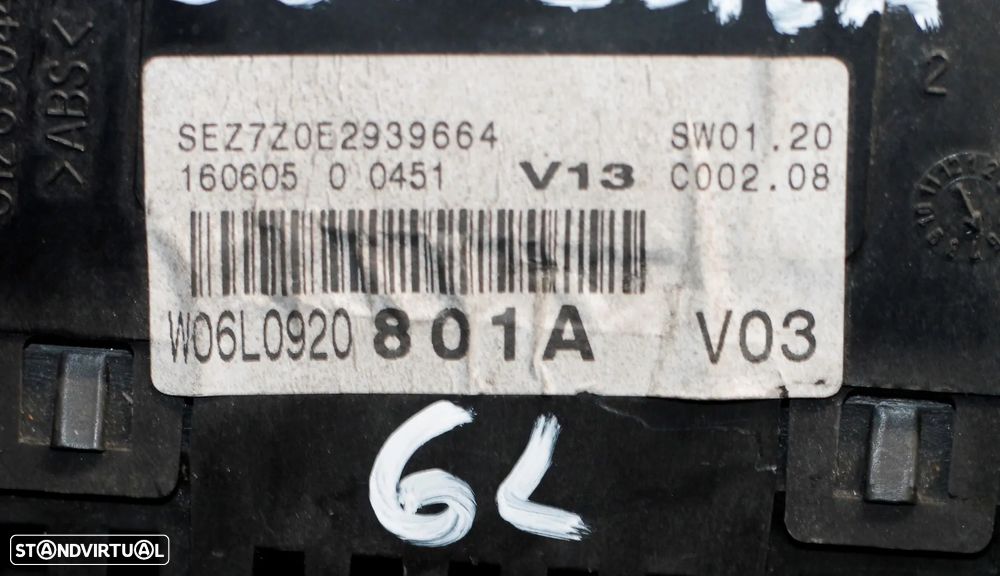 >ABS<
2
SEZ7Z0E2939664 SW01.20
160605 0 0451 V13 C002.08
W06L0920 801A V03
6L
STANDVIRTUAL